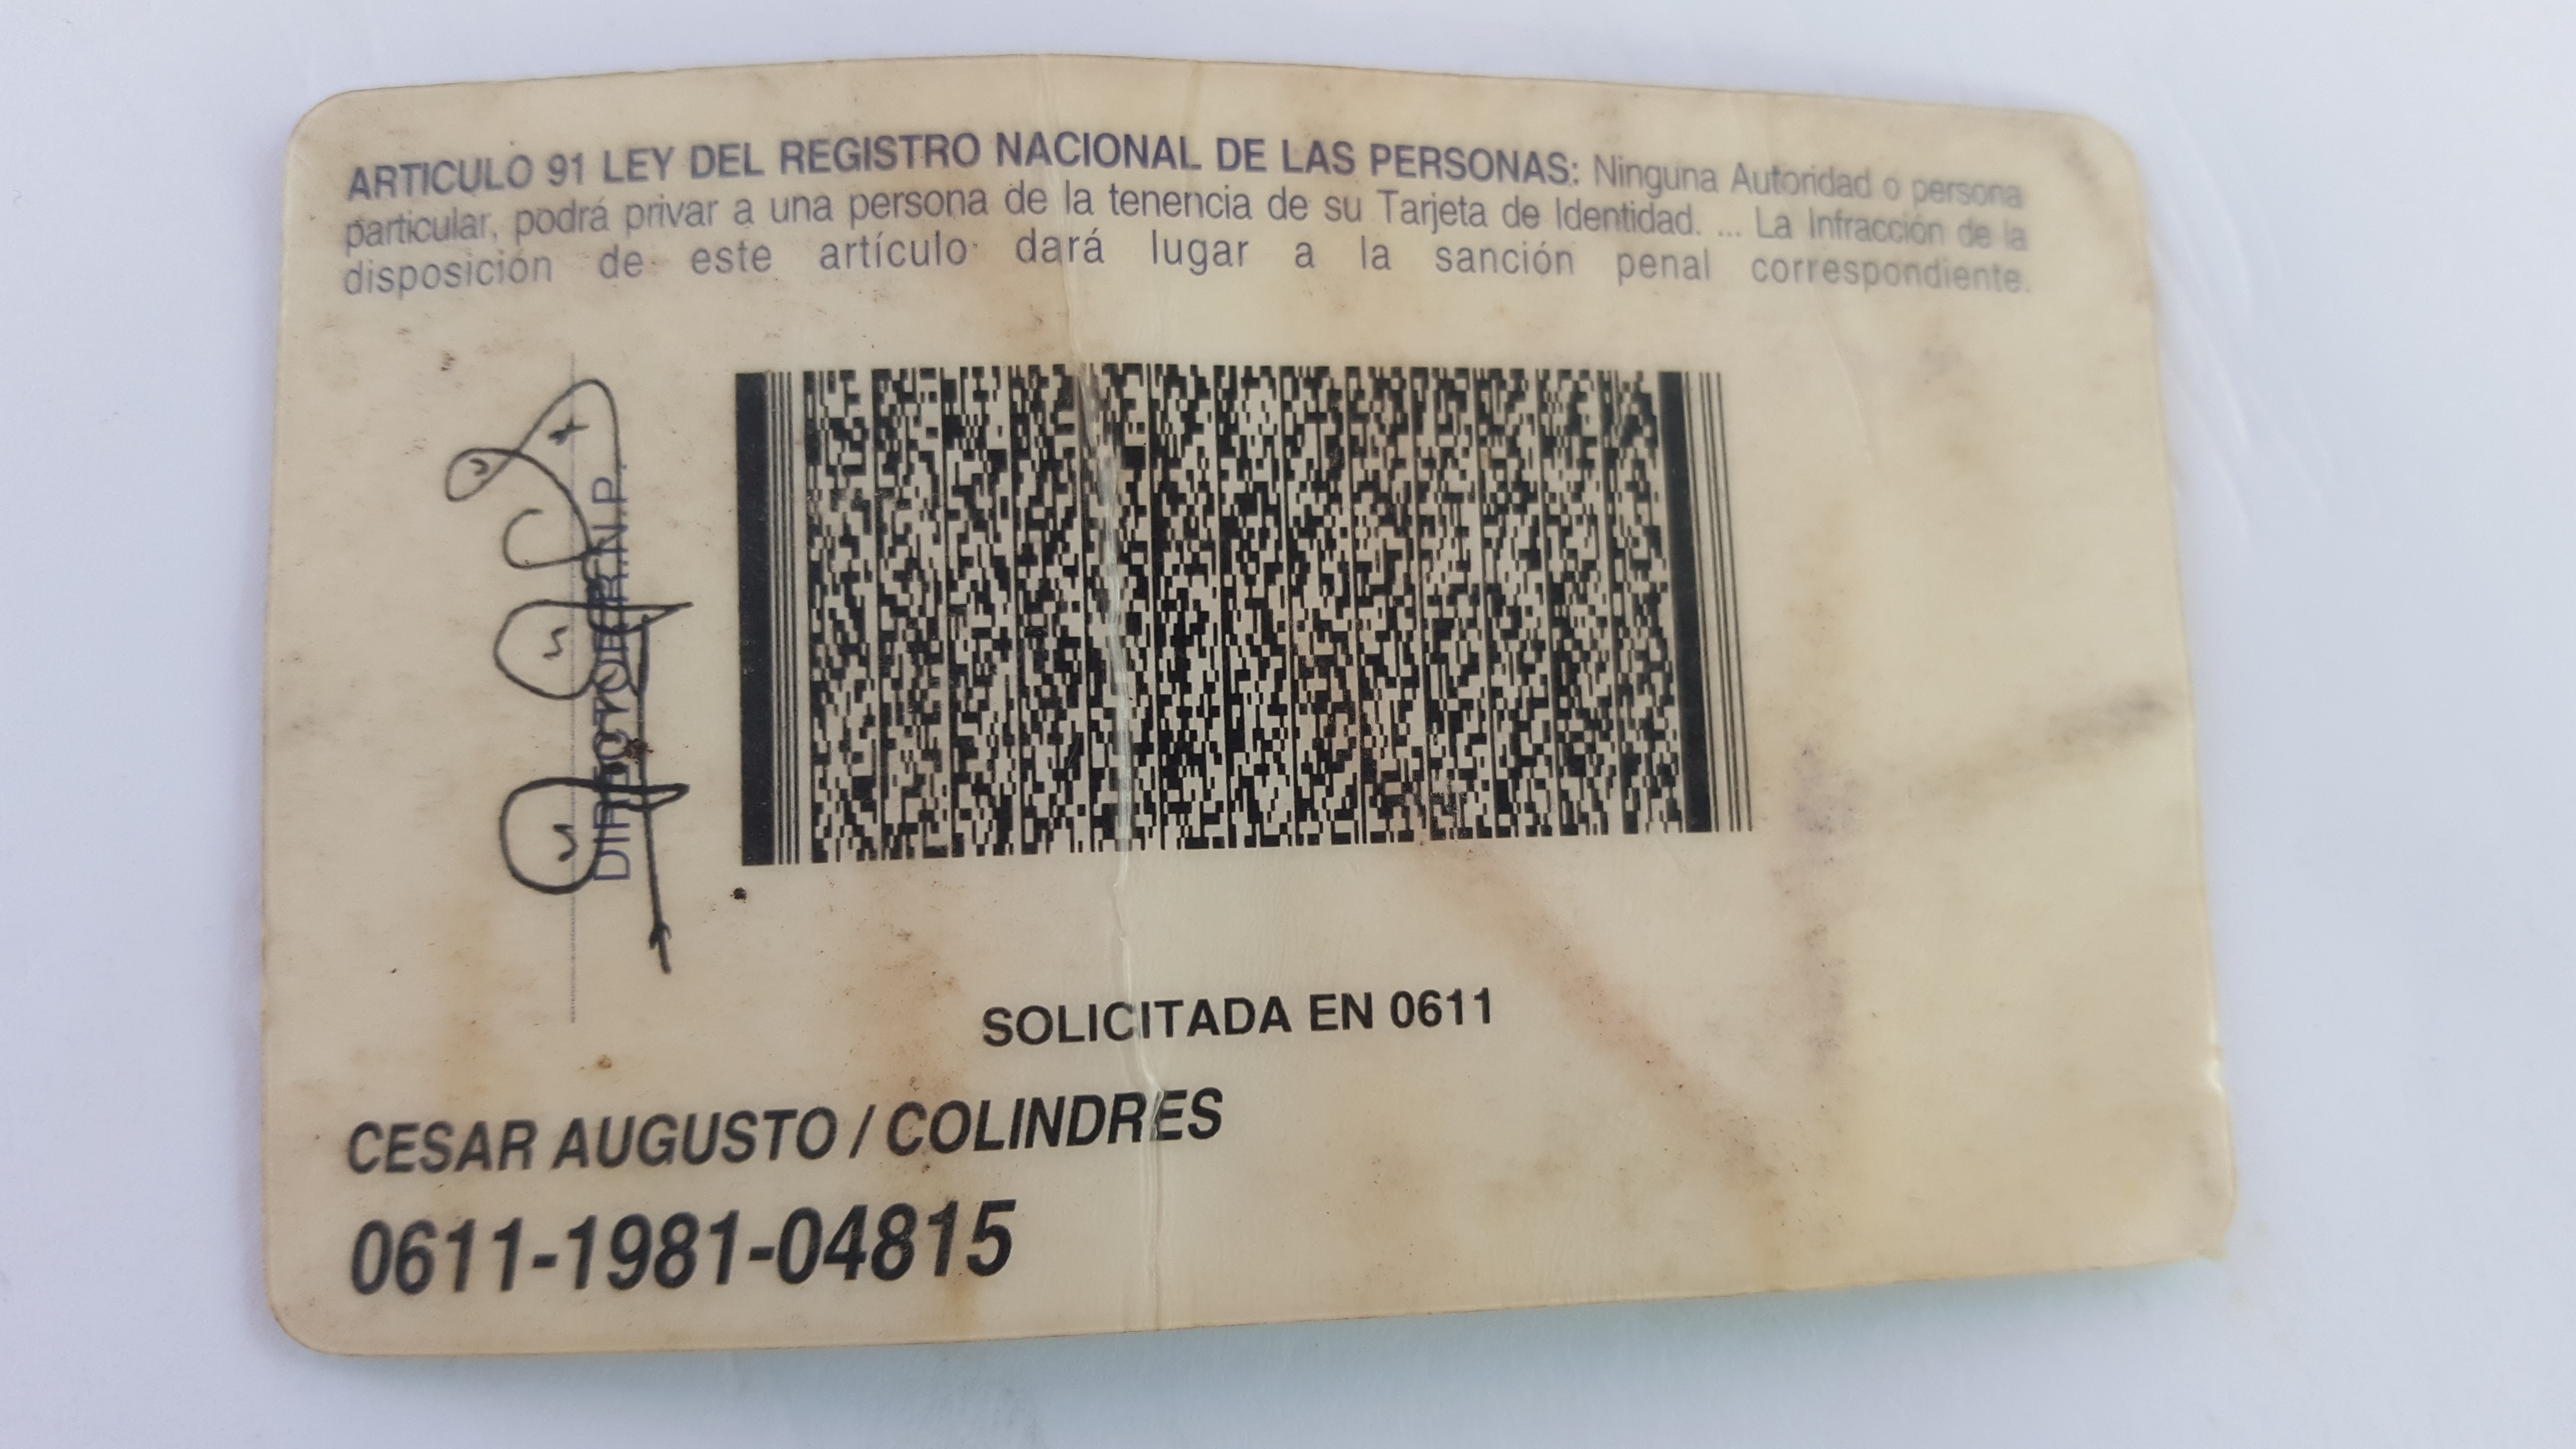 ARTICULO 91 LEY DEL REGISTRO NACIONAL DE LAS PERSONAS: Ninguna Autoridad o persona
particular, podrá privar a una persona de la tenencia de su Tarjeta de Identidad. ... La Infracción de la
disposición de este artículo dará lugar a la sanción penal correspondiente.
DIRECTOR R.N.P.
SOLICITADA EN 0611
CESAR AUGUSTO / COLINDRES
0611-1981-04815